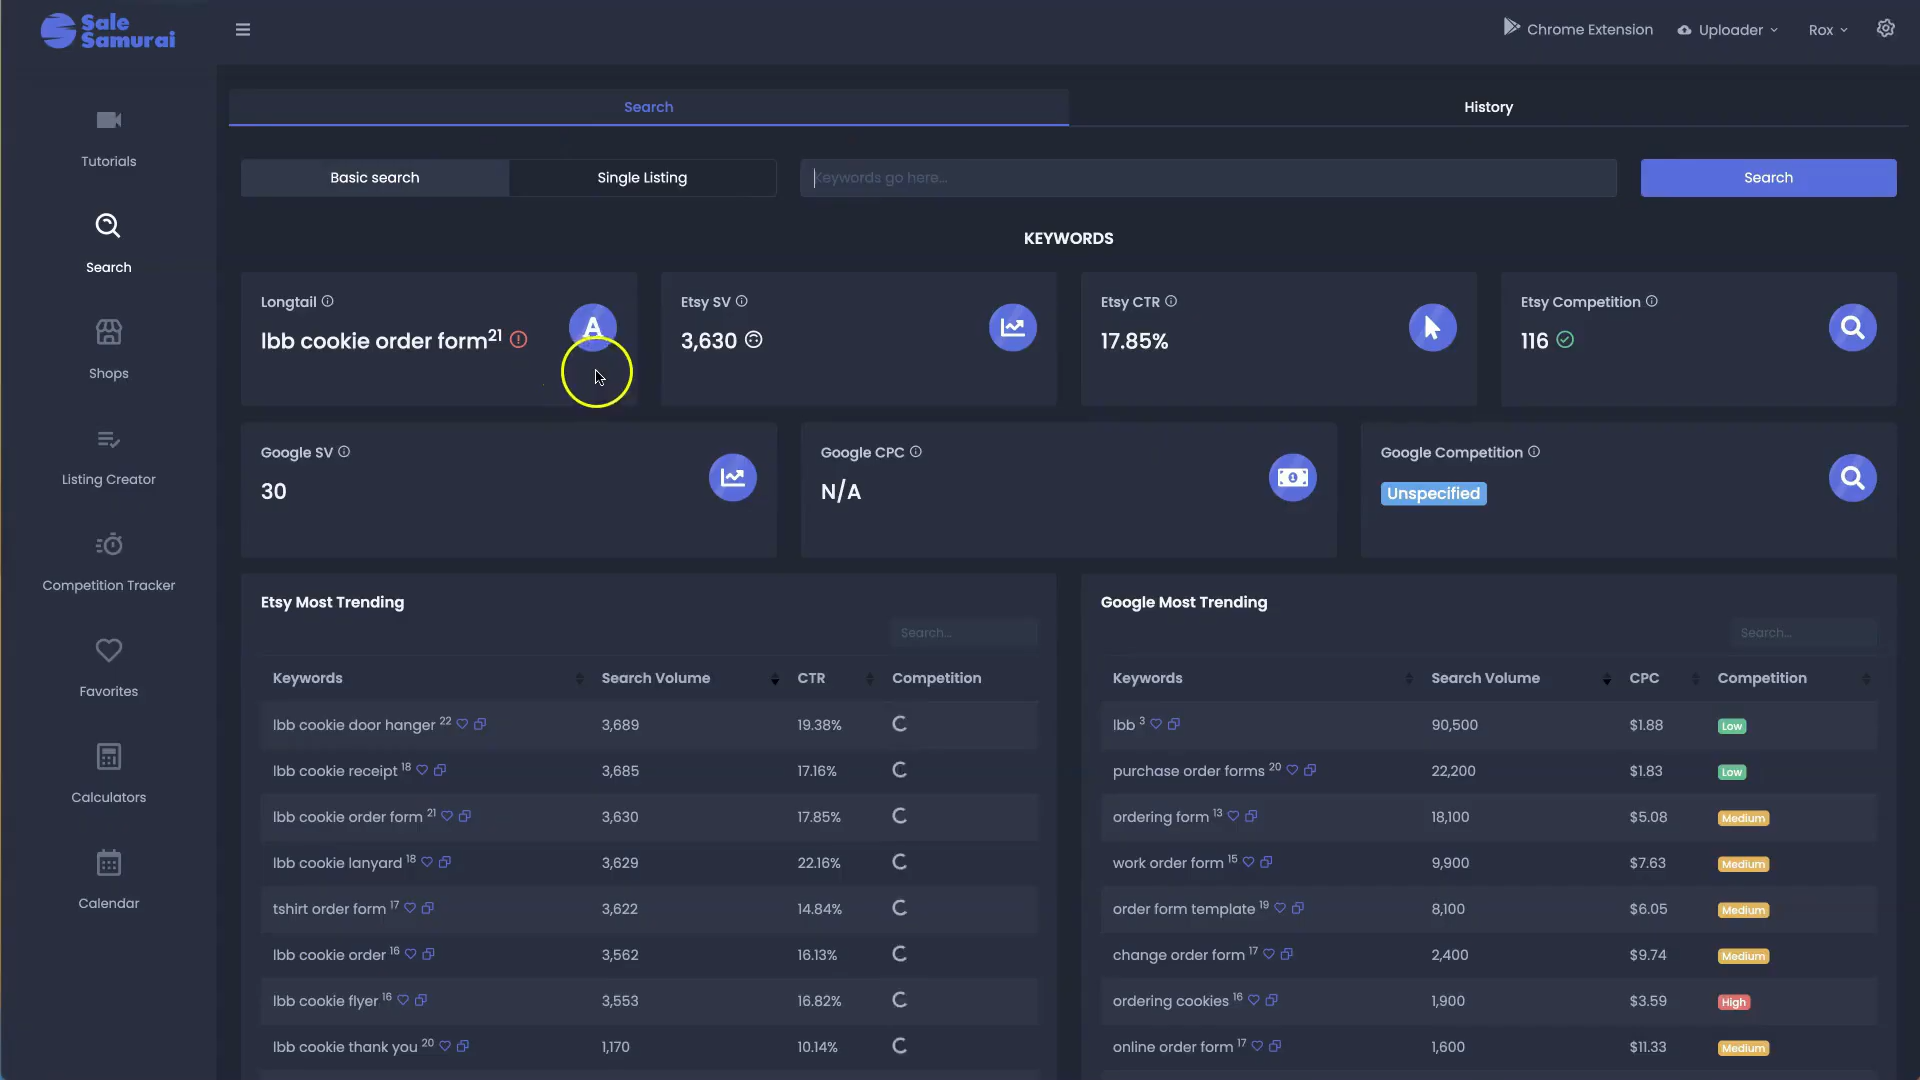 Sale Samurai
Chrome Extension
Uploader
Rox
Tutorials
Search
Shops
Listing Creator
Competition Tracker
Favorites
Calculators
Calendar
Search
History
Basic search
Single Listing
Keywords go here...
Search
KEYWORDS
Longtail
lbb cookie order form 21
A
Etsy SV
3,630
Etsy CTR
17.85%
Etsy Competition
116
Google SV
30
Google CPC
N/A
Google Competition
Unspecified
Etsy Most Trending
Search...
Keywords Search Volume CTR Competition
lbb cookie door hanger 22 3,689 19.38%
lbb cookie receipt 18 3,685 17.16%
lbb cookie order form 21 3,630 17.85%
lbb cookie lanyard 18 3,629 22.16%
tshirt order form 17 3,622 14.84%
lbb cookie order 16 3,562 16.13%
lbb cookie flyer 16 3,553 16.82%
lbb cookie thank you 20 1,170 10.14%
Google Most Trending
Search...
Keywords Search Volume CPC Competition
lbb 3 90,500 $1.88 Low
purchase order forms 20 22,200 $1.83 Low
ordering form 13 18,100 $5.08 Medium
work order form 15 9,900 $7.63 Medium
order form template 19 8,100 $6.05 Medium
change order form 17 2,400 $9.74 Medium
ordering cookies 16 1,900 $3.59 High
online order form 17 1,600 $11.33 Medium